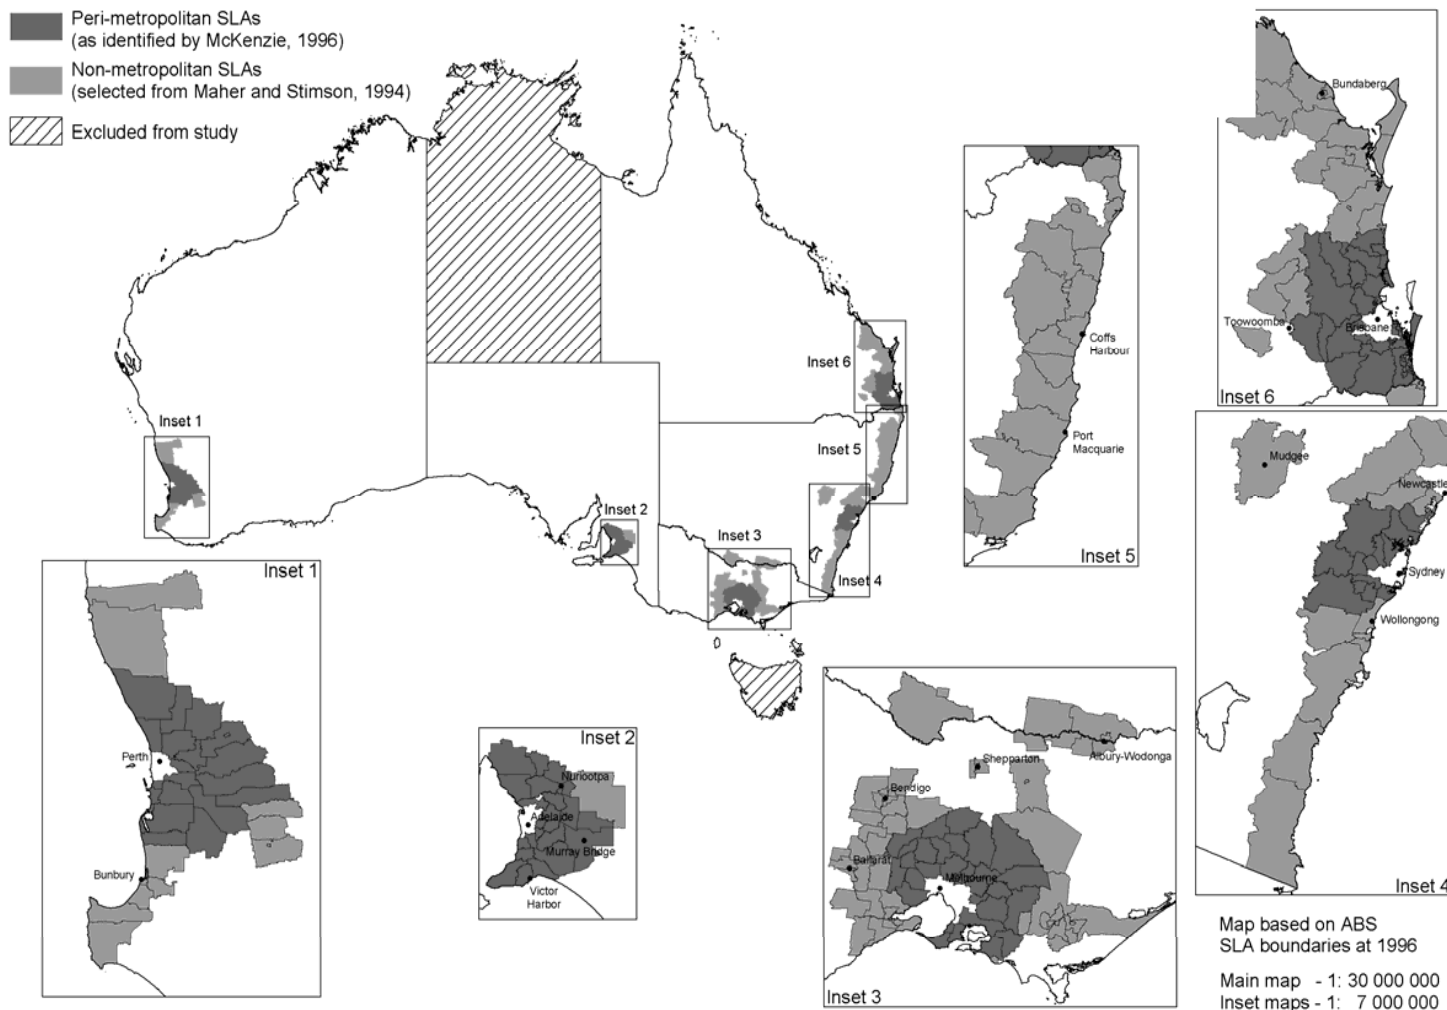 Peri-metropolitan SLAs
(as identified by McKenzie, 1996)
Non-metropolitan SLAs
(selected from Maher and Stimson, 1994)
Excluded from study
Inset 1
Inset 2
Inset 3
Inset 4
Inset 5
Inset 6
Inset 1
Perth
Bunbury
Inset 2
Nuriootpa
Adelaide
Murray Bridge
Victor
Harbor
Shepparton
Albury-Wodonga
Bendigo
Ballarat
Melbourne
Inset 3
Coffs
Harbour
Port
Macquarie
Inset 5
Bundaberg
Toowoomba
Brisbane
Inset 6
Mudgee
Newcastle
Sydney
Wollongong
Inset 4
Map based on ABS
SLA boundaries at 1996
Main map - 1: 30 000 000
Inset maps - 1: 7 000 000